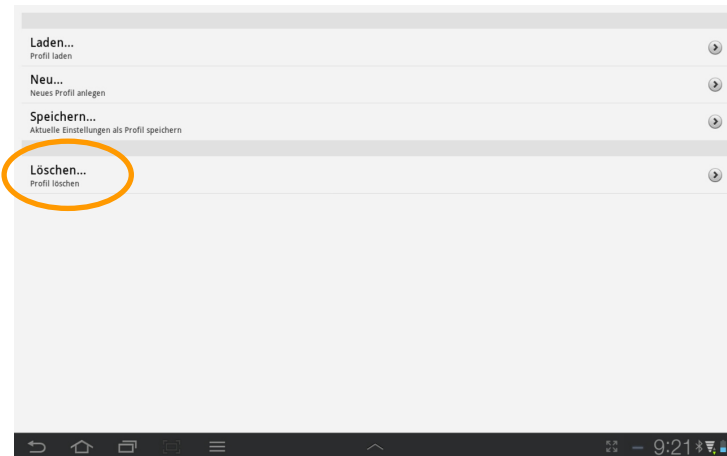 Laden...
Profil laden
Neu...
Neues Profil anlegen
Speichern...
Aktuelle Einstellungen als Profil speichern
Löschen...
Profil löschen
9:21